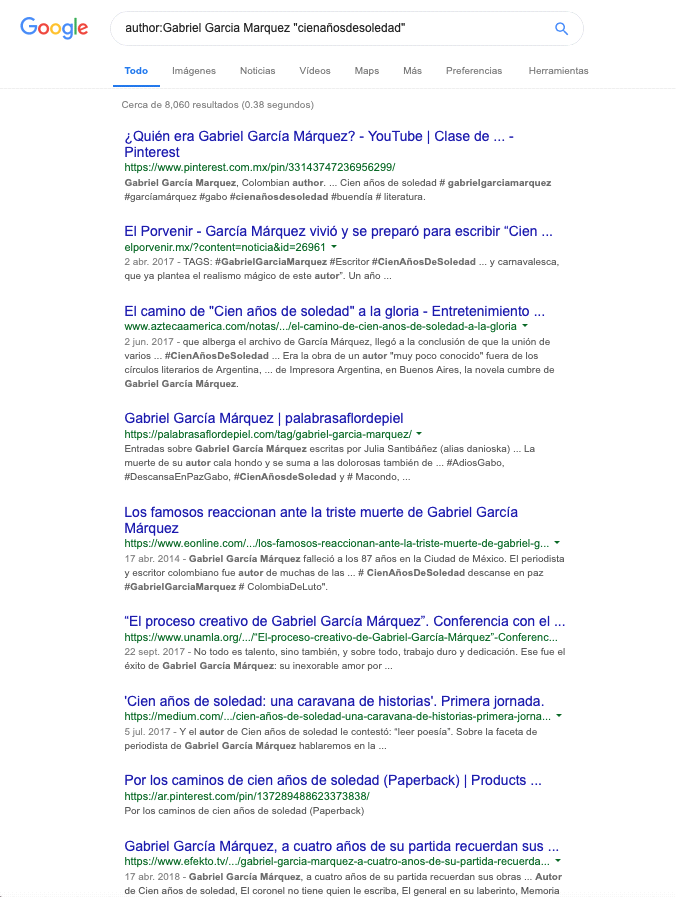 Google
author:Gabriel Garcia Marquez "cienañosdesoledad"
Todo Imágenes Noticias Vídeos Maps Más Preferencias Herramientas
Cerca de 8,060 resultados (0.38 segundos)
¿Quién era Gabriel García Márquez? - YouTube | Clase de ... -
Pinterest
https://www.pinterest.com.mx/pin/33143747236956299/
Gabriel Garcia Marquez, Colombian author. ... Cien años de soledad # gabrielgarciamarquez
#garcíamárquez #gabo #cienañosdesoledad #buendía # literatura.
El Porvenir - García Márquez vivió y se preparó para escribir “Cien ...
elporvenir.mx/?content=noticia&id=26961
2 abr. 2017 - TAGS: #GabrielGarciaMarquez #Escritor #CienAñosDeSoledad ... y carnavalesca,
que ya plantea el realismo mágico de este autor”. Un año ...
El camino de "Cien años de soledad" a la gloria - Entretenimiento ...
www.aztecaamerica.com/notas/.../el-camino-de-cien-anos-de-soledad-a-la-gloria
2 jun. 2017 - que alberga el archivo de García Márquez, llegó a la conclusión de que la unión de
varios ... #CienAñosDeSoledad ... Era la obra de un autor "muy poco conocido" fuera de los
círculos literarios de Argentina, ... de Impresora Argentina, en Buenos Aires, la novela cumbre de
Gabriel García Márquez.
Gabriel García Márquez | palabrasaflordepiel
https://palabrasaflordepiel.com/tag/gabriel-garcia-marquez/
Entradas sobre Gabriel García Márquez escritas por Julia Santibáñez (alias danioska) ... La
muerte de su autor cala hondo y se suma a las dolorosas también de ... #AdiosGabo,
#DescansaEnPazGabo, #CienAñosdeSoledad y # Macondo, ...
Los famosos reaccionan ante la triste muerte de Gabriel García
Márquez
https://www.eonline.com/.../los-famosos-reaccionan-ante-la-triste-muerte-de-gabriel-g...
17 abr. 2014 - Gabriel García Márquez falleció a los 87 años en la Ciudad de México. El periodista
y escritor colombiano fue autor de muchas de las ... # CienAñosDeSoledad descanse en paz
#GabrielGarciaMarquez # ColombiaDeLuto".
“El proceso creativo de Gabriel García Márquez”. Conferencia con el ...
https://www.unamla.org/.../“El-proceso-creativo-de-Gabriel-García-Márquez”-Conferenc...
22 sept. 2017 - No todo es talento, sino también, y sobre todo, trabajo duro y dedicación. Ese fue el
éxito de Gabriel García Márquez: su inexorable amor por ...
'Cien años de soledad: una caravana de historias'. Primera jornada.
https://medium.com/.../cien-años-de-soledad-una-caravana-de-historias-primera-jorna...
5 jul. 2017 - Y el autor de Cien años de soledad le contestó: “leer poesía”. Sobre la faceta de
periodista de Gabriel García Márquez hablaremos en la ...
Por los caminos de cien años de soledad (Paperback) | Products ...
https://ar.pinterest.com/pin/137289488623373838/
Por los caminos de cien años de soledad (Paperback)
Gabriel García Márquez, a cuatro años de su partida recuerdan sus ...
https://www.efekto.tv/.../gabriel-garcia-marquez-a-cuatro-anos-de-su-partida-recuerda...
17 abr. 2018 - Gabriel García Márquez, a cuatro años de su partida recuerdan sus obras ... Autor
de Cien años de soledad, El coronel no tiene quien le escriba, El general en su laberinto, Memoria